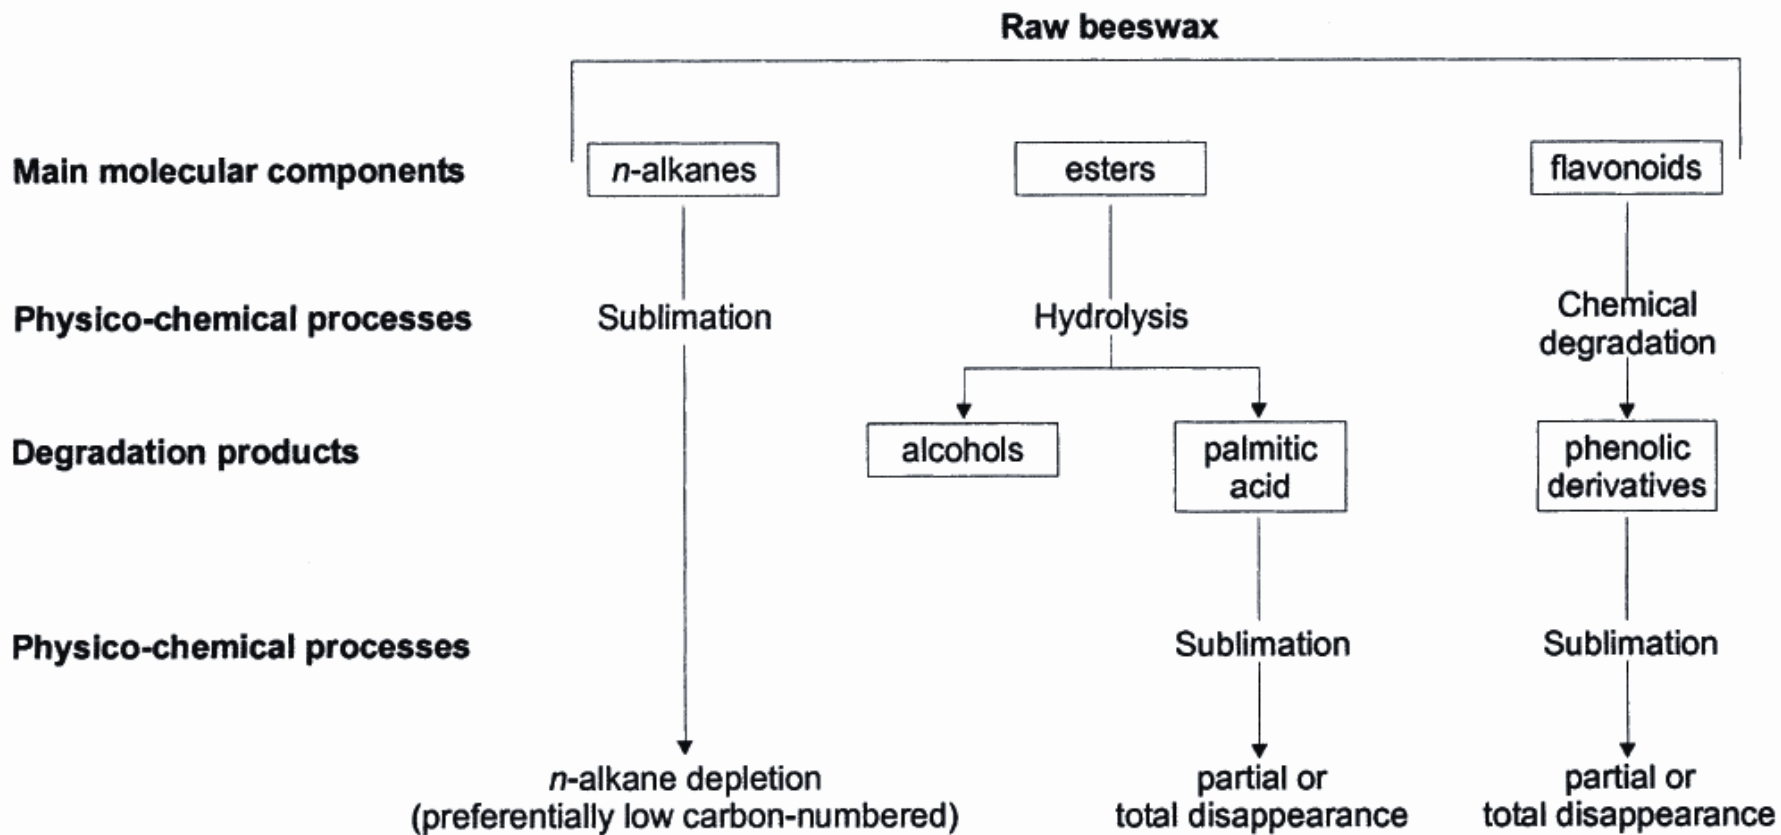 Raw beeswax
Main molecular components
n-alkanes
esters
flavonoids
Physico-chemical processes
Sublimation
Hydrolysis
Chemical
degradation
Degradation products
alcohols
palmitic
acid
phenolic
derivatives
Physico-chemical processes
Sublimation
Sublimation
n-alkane depletion
(preferentially low carbon-numbered)
partial or
total disappearance
partial or
total disappearance